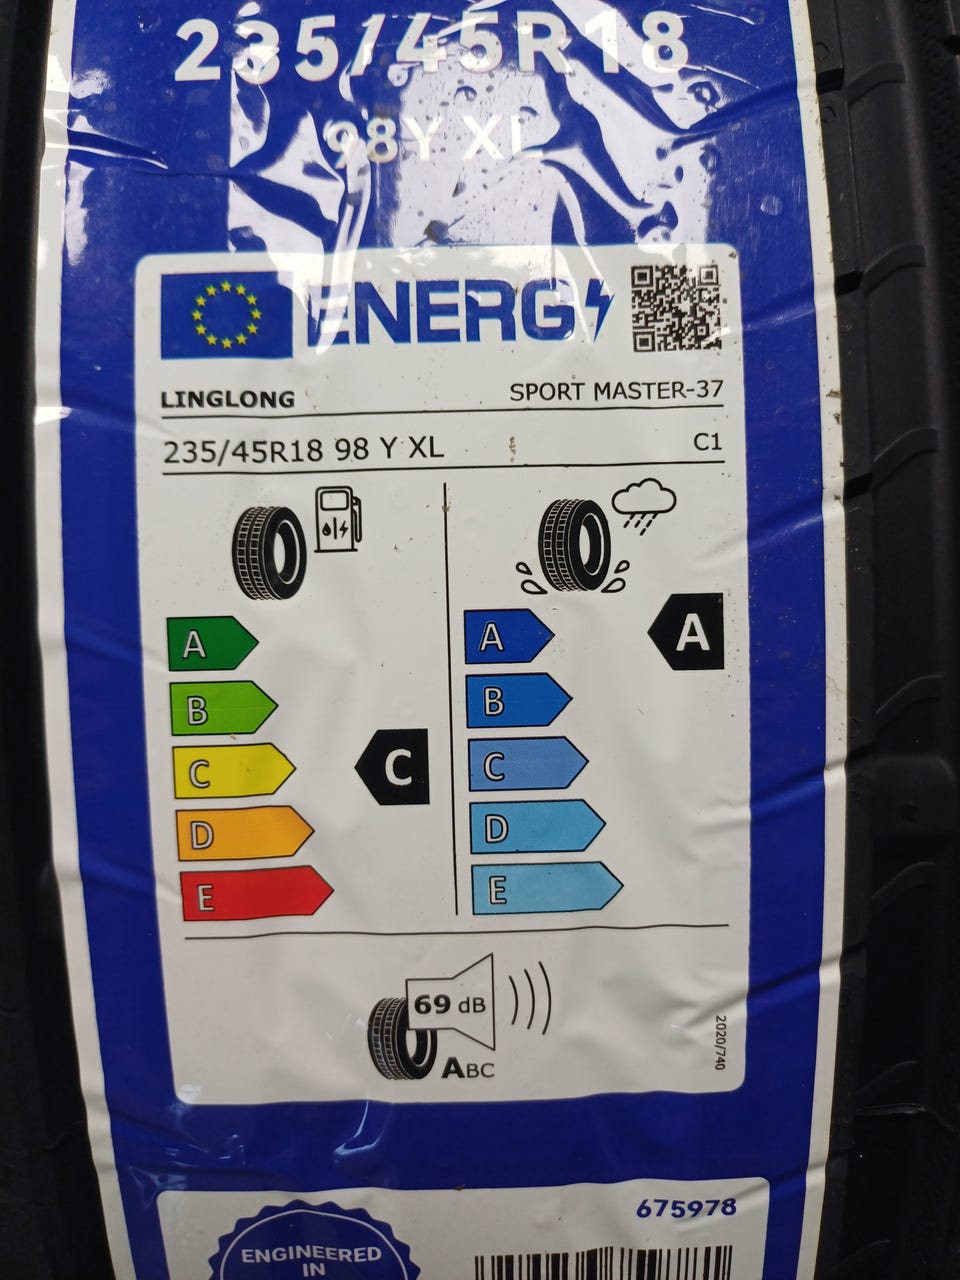 235/45R18
98Y XL
ENERG
LINGLONG
SPORT MASTER-37
235/45R18 98 Y XL
C1
A
B
C
D
E
C
A
B
C
D
E
A
69 dB
ABC
2020/740
675978
ENGINEERED
IN